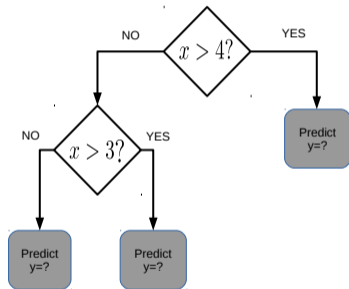 NO
YES
x > 4?
Predict
y=?
NO
YES
x > 3?
Predict
y=?
Predict
y=?